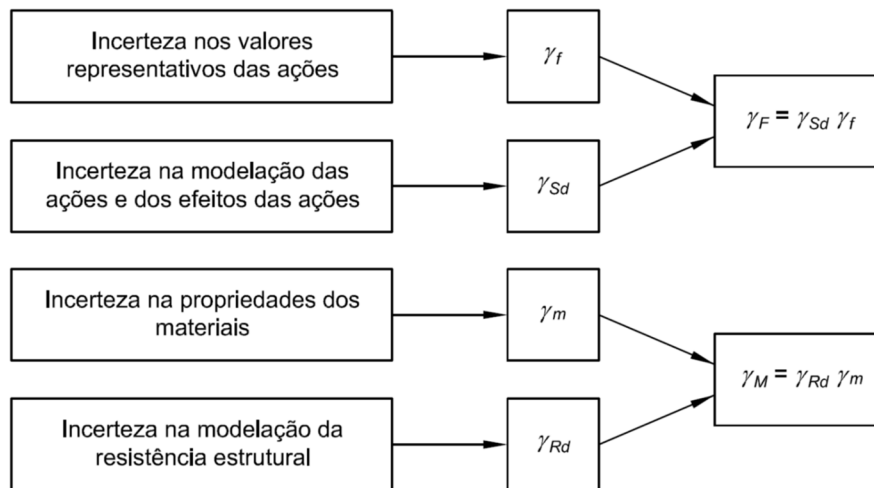 Incerteza nos valores
representativos das ações
γf
Incerteza na modelação das
ações e dos efeitos das ações
γSd
γF = γSd γf
Incerteza na propriedades dos
materiais
γm
Incerteza na modelação da
resistência estrutural
γRd
γM = γRd γm